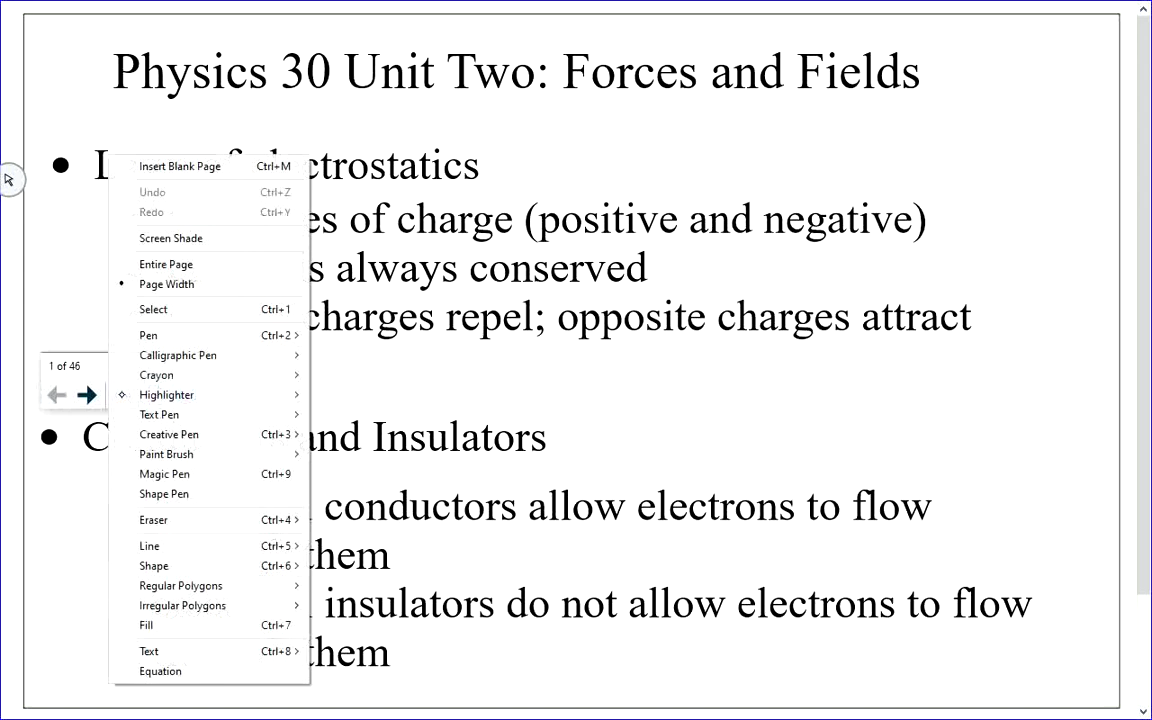 Physics 30 Unit Two: Forces and Fields
ctrostatics
es of charge (positive and negative)
s always conserved
charges repel; opposite charges attract
C and Insulators
conductors allow electrons to flow
them
insulators do not allow electrons to flow
them
1 of 46
Insert Blank Page Ctrl+M
Undo Ctrl+Z
Redo Ctrl+Y
Screen Shade
Entire Page
Page Width
Select Ctrl+1
Pen Ctrl+2
Calligraphic Pen
Crayon
Highlighter
Text Pen
Creative Pen Ctrl+3
Paint Brush
Magic Pen Ctrl+9
Shape Pen
Eraser Ctrl+4
Line Ctrl+5
Shape Ctrl+6
Regular Polygons
Irregular Polygons
Fill Ctrl+7
Text Ctrl+8
Equation